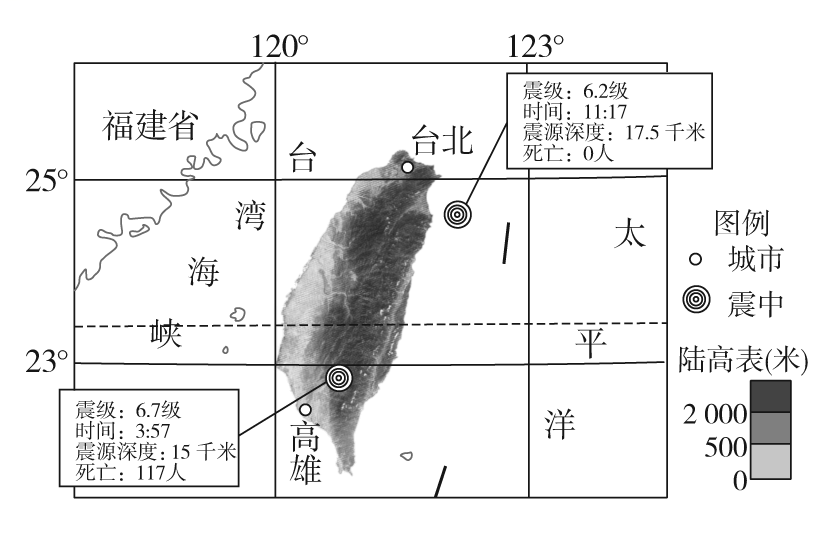 120°
123°
震级：6.2级
时间：11:17
震源深度：17.5 千米
死亡：0人
福建省
台北
台
25°
湾
太
图例
城市
海
震中
峡
平
23°
陆高表(米)
震级：6.7级
时间：3:57
震源深度：15 千米
死亡：117人
高
雄
洋
2 000
500
0